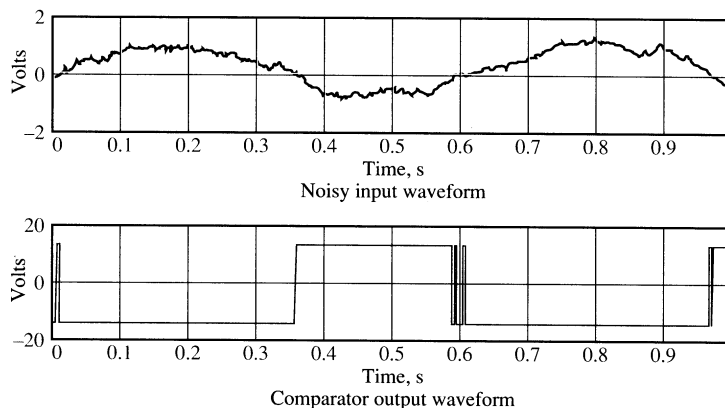 2
Volts
0
−2
0 0.1 0.2 0.3 0.4 0.5 0.6 0.7 0.8 0.9
Time, s
Noisy input waveform
20
Volts
0
−20
0 0.1 0.2 0.3 0.4 0.5 0.6 0.7 0.8 0.9
Time, s
Comparator output waveform